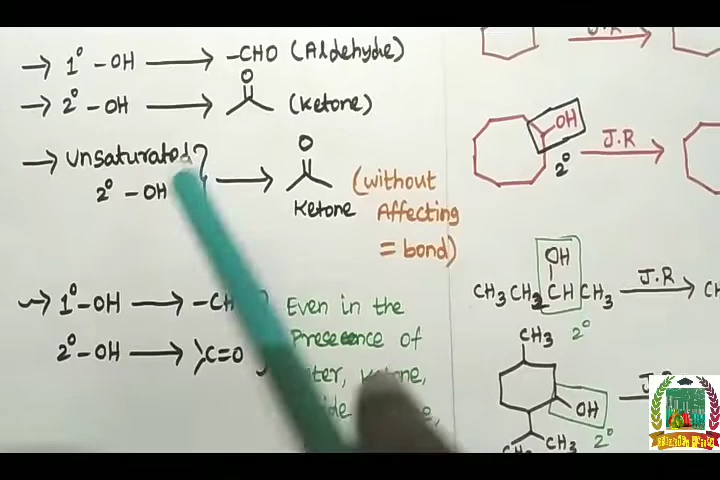 → 1° –OH → –CHO (Aldehyde)
→ 2° –OH → O (Ketone)
→ Unsaturated
2° –OH → O
Ketone
(without
Affecting
= bond)
1° –OH →
2° –OH → >C=O
Even in the
Presence of
J.R
OH
2°
J.R
OH
CH3 CH2 CH CH3
2°
J.R
CH3
OH
2°
CH3